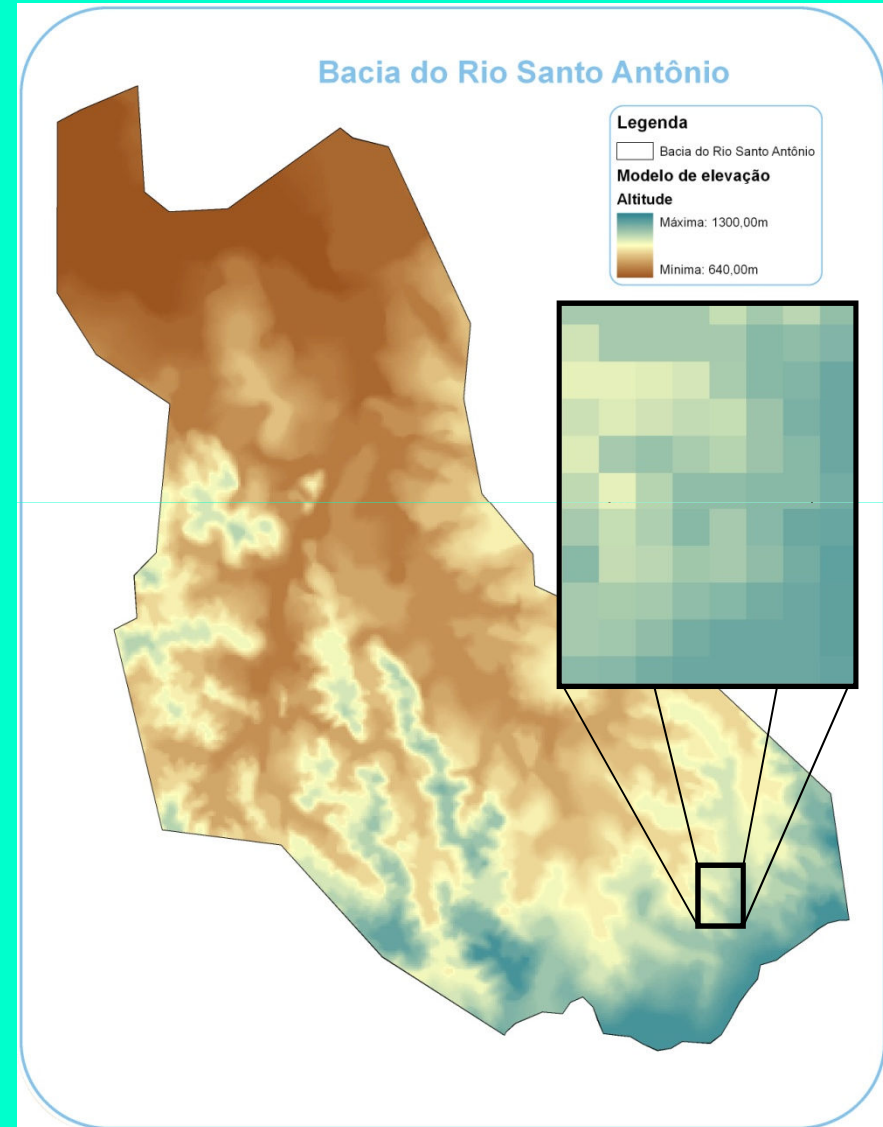 Bacia do Rio Santo Antônio
Legenda
Bacia do Rio Santo Antônio
Modelo de elevação
Altitude
Máxima: 1300,00m
Mínima: 640,00m